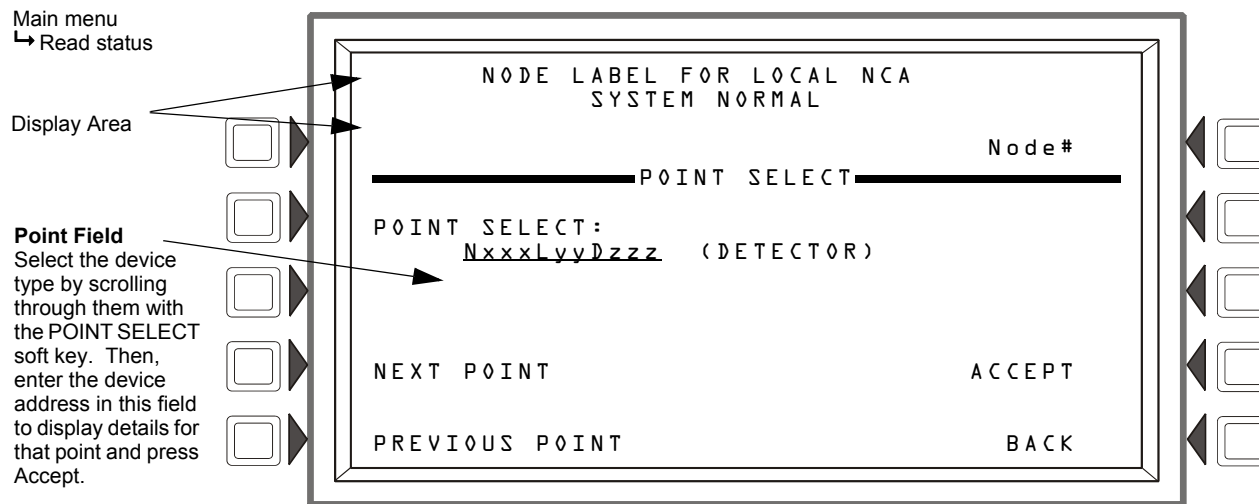 Main menu
↳ Read status
Display Area
Point Field
Select the device
type by scrolling
through them with
the POINT SELECT
soft key. Then,
enter the device
address in this field
to display details for
that point and press
Accept.
NODE LABEL FOR LOCAL NCA
SYSTEM NORMAL
Node#
POINT SELECT
POINT SELECT:
NxxxLyyDzzz (DETECTOR)
NEXT POINT
ACCEPT
PREVIOUS POINT
BACK